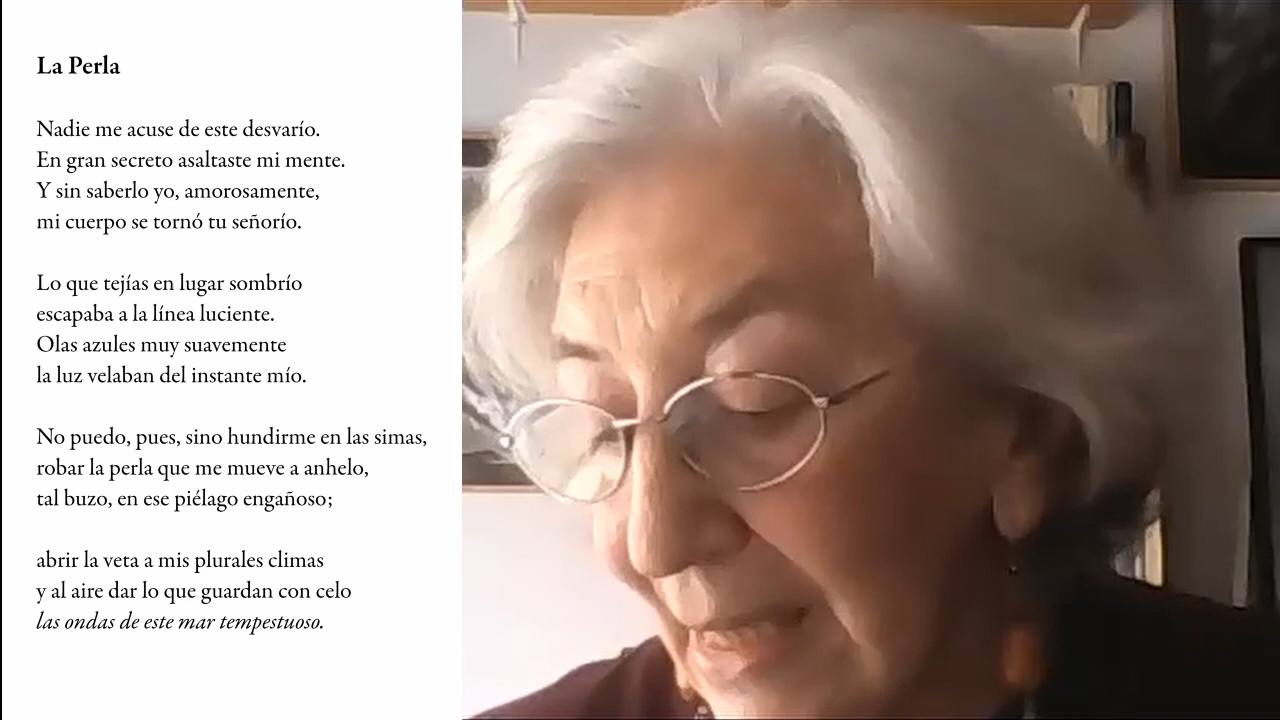 La Perla
Nadie me acuse de este desvarío.
En gran secreto asaltaste mi mente.
Y sin saberlo yo, amorosamente,
mi cuerpo se tornó tu señorío.
Lo que tejías en lugar sombrío
escapaba a la línea luciente.
Olas azules muy suavemente
la luz velaban del instante mío.
No puedo, pues, sino hundirme en las simas,
robar la perla que me mueve a anhelo,
tal buzo, en ese piélago engañoso;
abrir la veta a mis plurales climas
y al aire dar lo que guardan con celo
las ondas de este mar tempestuoso.